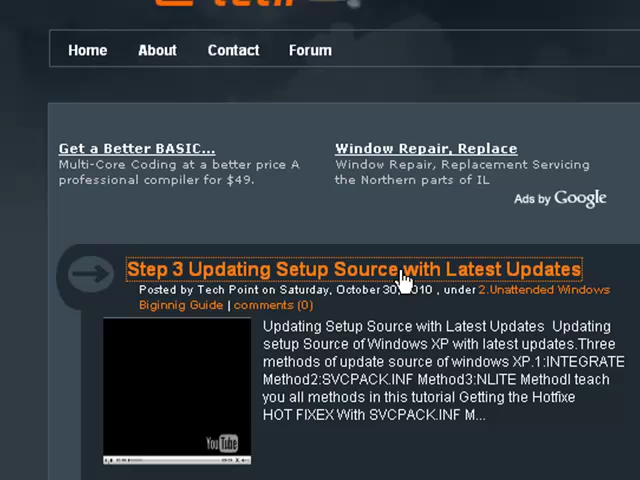 tech
Home About Contact Forum
Get a Better BASIC... Window Repair, Replace
Multi-Core Coding at a better price A Window Repair, Replacement Servicing
professional compiler for $49. the Northern parts of IL
Ads by Google
Step 3 Updating Setup Source with Latest Updates
Posted by Tech Point on Saturday, October 30, 2010 , under 2.Unattended Windows
Biginnig Guide | comments (0)
Updating Setup Source with Latest Updates Updating
setup Source of Windows XP with latest updates.Three
methods of update source of windows XP.1:INTEGRATE
Method2:SVCPACK.INF Method3:NLITE MethodI teach
you all methods in this tutorial Getting the Hotfixe
HOT FIXEX With SVCPACK.INF M...
YouTube